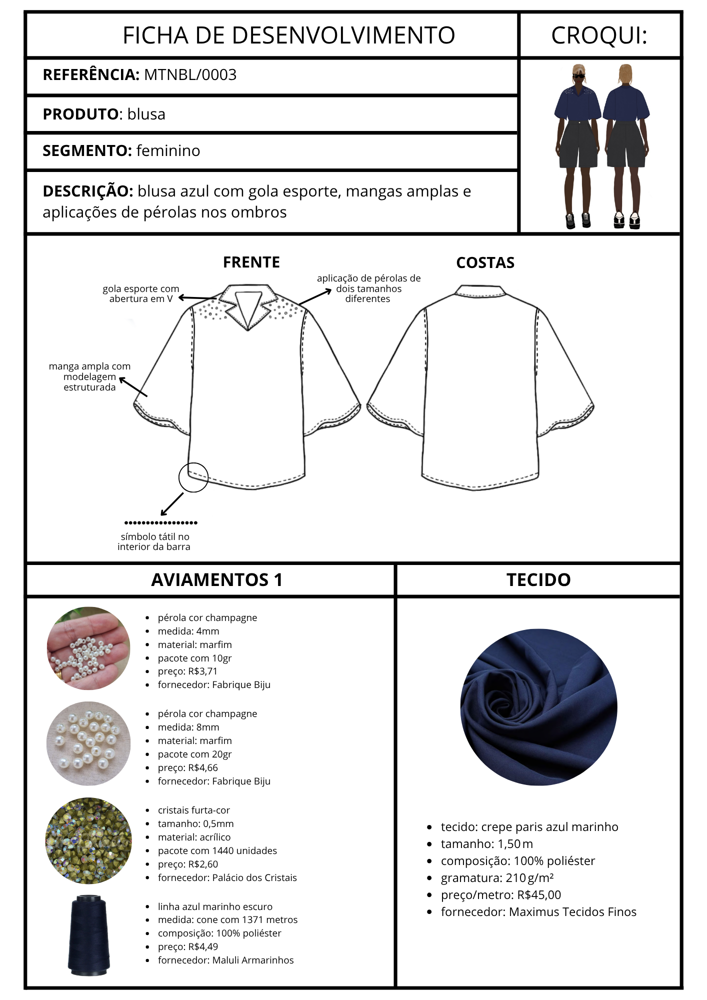 FICHA DE DESENVOLVIMENTO
CROQUI:
REFERÊNCIA: MTNBL/0003
PRODUTO: blusa
SEGMENTO: feminino
DESCRIÇÃO: blusa azul com gola esporte, mangas amplas e
aplicações de pérolas nos ombros
FRENTE
COSTAS
gola esporte com
abertura em V
aplicação de pérolas de
dois tamanhos
diferentes
manga ampla com
modelagem
estruturada
símbolo tátil no
interior da barra
AVIAMENTOS 1
• pérola cor champagne
• medida: 4mm
• material: marfim
• pacote com 10gr
• preço: R$3,71
• fornecedor: Fabrique Biju
• pérola cor champagne
• medida: 8mm
• material: marfim
• pacote com 20gr
• preço: R$4,66
• fornecedor: Fabrique Biju
• cristais furta-cor
• tamanho: 0,5mm
• material: acrílico
• pacote com 1440 unidades
• preço: R$2,60
• fornecedor: Palácio dos Cristais
• linha azul marinho escuro
• medida: cone com 1371 metros
• composição: 100% poliéster
• preço: R$4,49
• fornecedor: Maluli Armarinhos
TECIDO
• tecido: crepe paris azul marinho
• tamanho: 1,50 m
• composição: 100% poliéster
• gramatura: 210 g/m²
• preço/metro: R$45,00
• fornecedor: Maximus Tecidos Finos